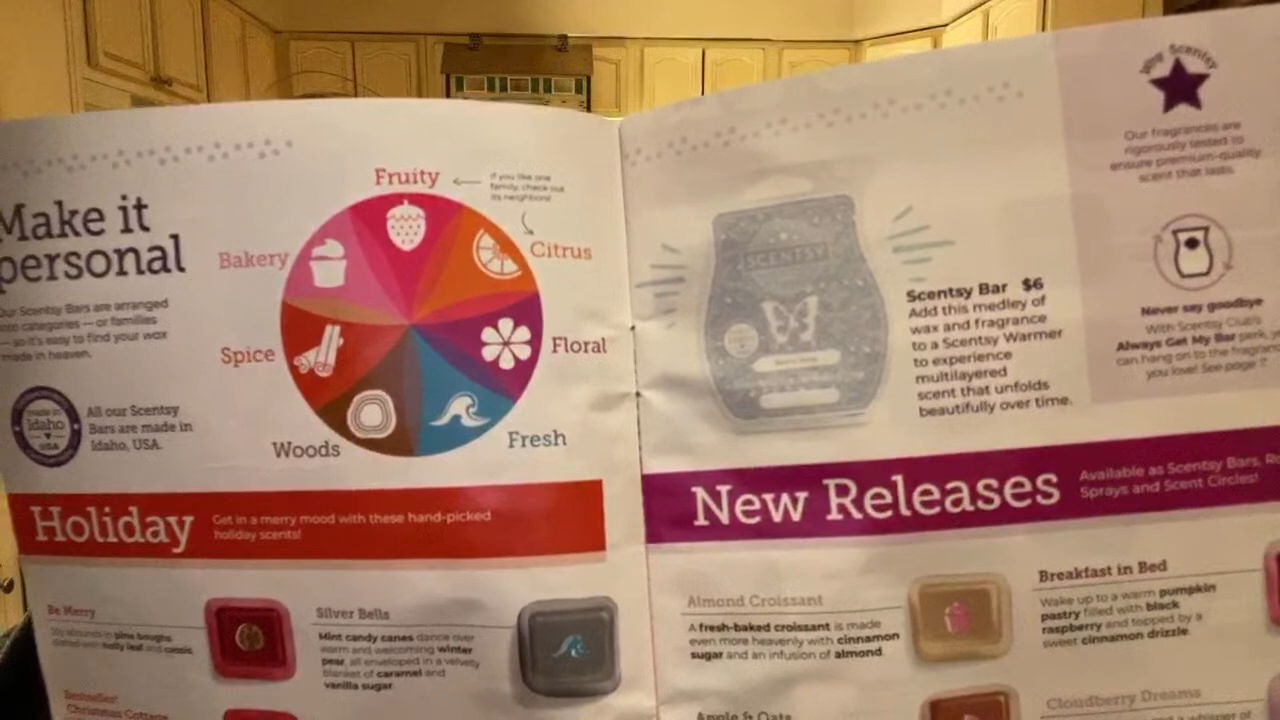 Make it
personal
Our Scentsy Bars are arranged
into categories — or families
— so it's easy to find your wax
made in heaven.
made in
Idaho
USA
All our Scentsy
Bars are made in
Idaho, USA.
Fruity
If you like one
family, check out
its neighbors!
Citrus
Floral
Fresh
Woods
Spice
Bakery
Holiday
Get in a merry mood with these hand-picked
holiday scents!
Be Merry
pine boughs
holly leaf and cassis.
Silver Bells
Mint candy canes dance over
warm and welcoming winter
pear, all enveloped in a velvety
blanket of caramel and
vanilla sugar.
Bestseller!
Christmas Cottage
SCENTSY
Scentsy Bar $6
Add this medley of
wax and fragrance
to a Scentsy Warmer
to experience
multilayered
scent that unfolds
beautifully over time.
Why Scentsy
Our fragrances are
rigorously tested to
ensure premium-quality
scent that lasts.
Never say goodbye
With Scentsy Club's
Always Get My Bar perk,
can hang on to the fragranc
you love! See page 7.
New Releases
Available as Scentsy Bars,
Sprays and Scent Circles!
Almond Croissant
A fresh-baked croissant is made
even more heavenly with cinnamon
sugar and an infusion of almond.
Breakfast in Bed
Wake up to a warm pumpkin
pastry filled with black
raspberry and topped by a
sweet cinnamon drizzle.
Apple & Oats
Cloudberry Dreams